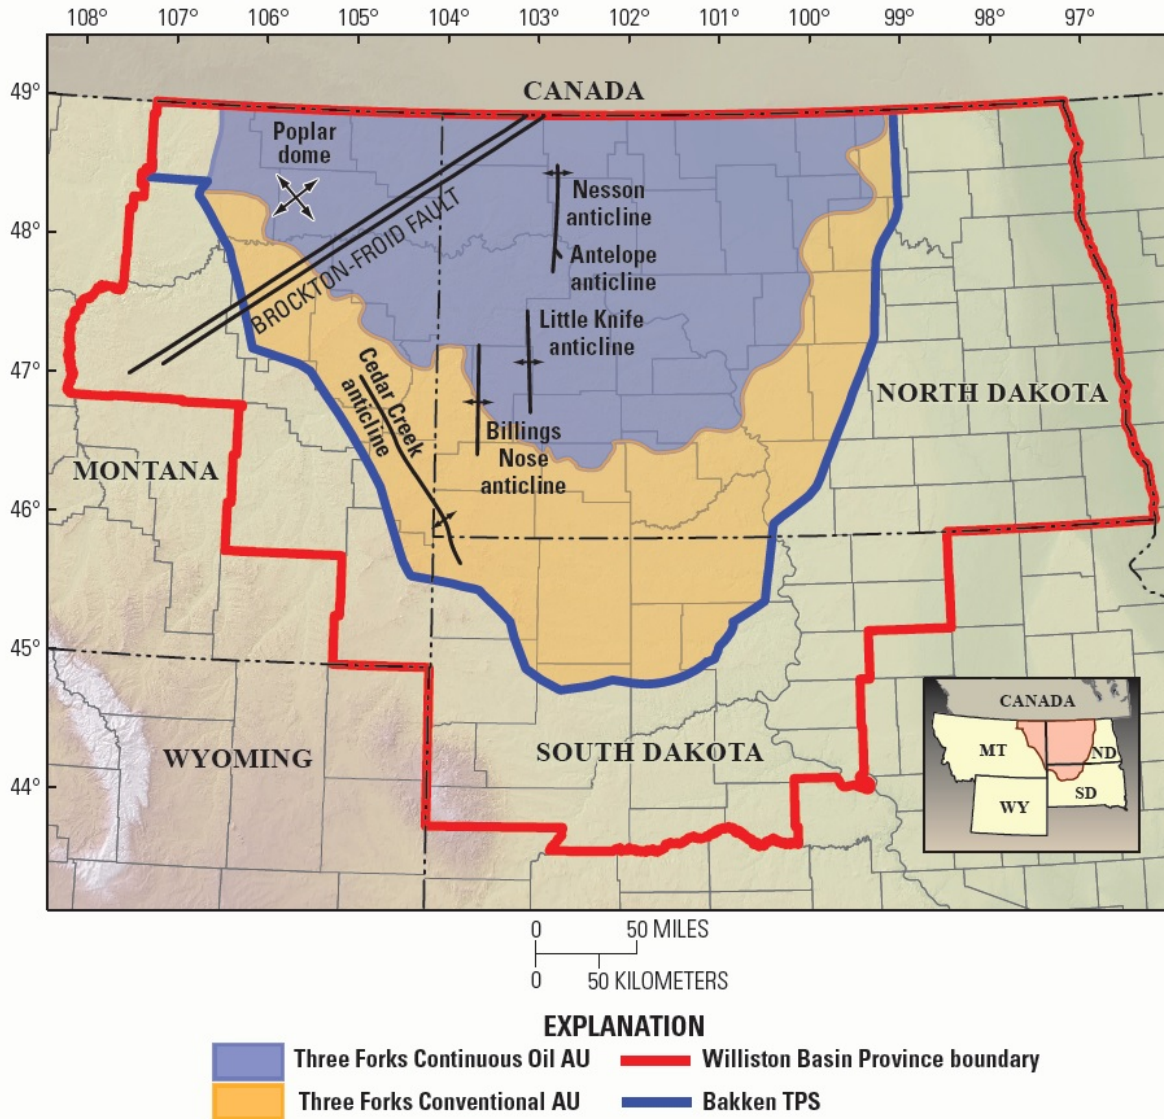 108° 107° 106° 105° 104° 103° 102° 101° 100° 99° 98° 97°
49°
48°
47°
46°
45°
44°
CANADA
Poplar
dome
BROCKTON-FROID FAULT
Nesson
anticline
Antelope
anticline
Little Knife
anticline
Cedar Creek
anticline
Billings
Nose
anticline
NORTH DAKOTA
MONTANA
WYOMING
SOUTH DAKOTA
CANADA
MT
ND
SD
WY
0 50 MILES
0 50 KILOMETERS
EXPLANATION
Three Forks Continuous Oil AU
Williston Basin Province boundary
Three Forks Conventional AU
Bakken TPS